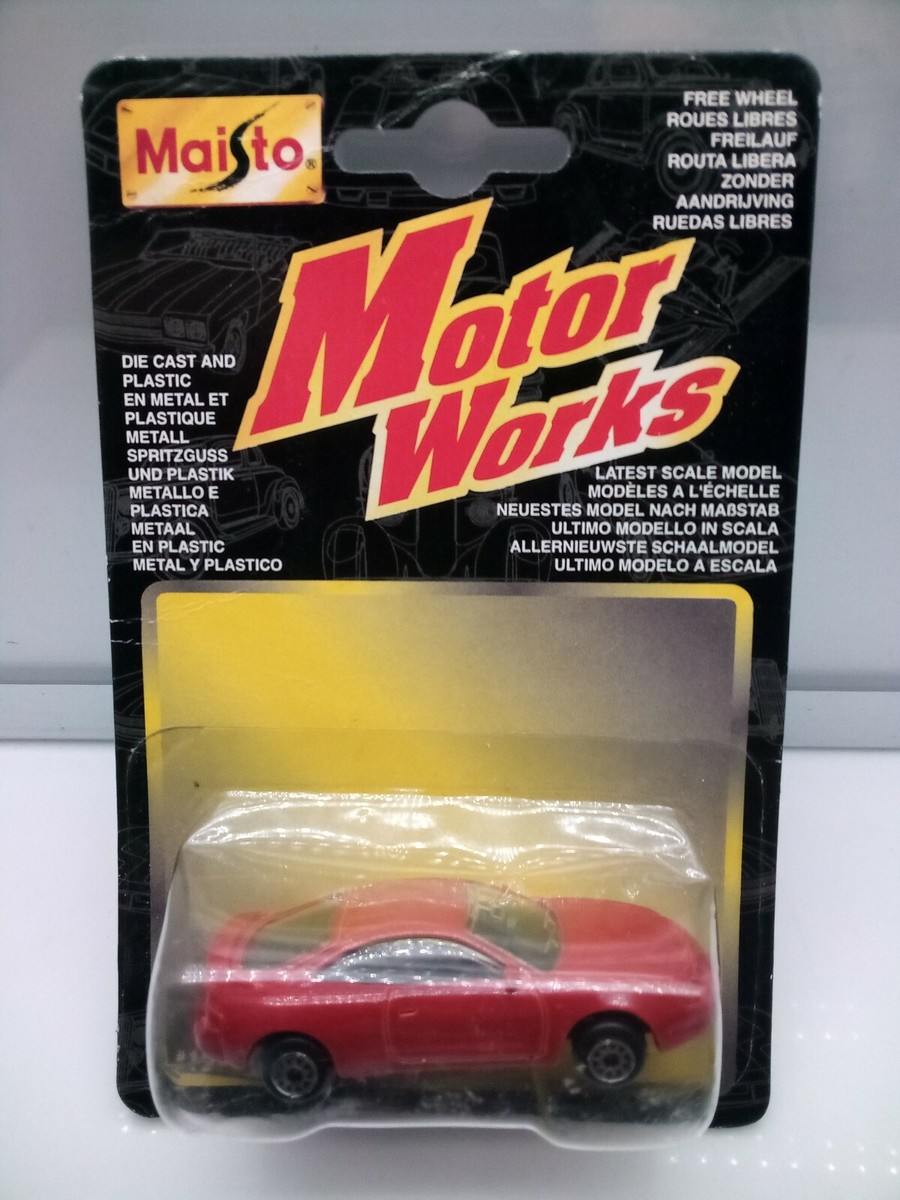 Maisto®
FREE WHEEL
ROUES LIBRES
FREILAUF
ROUTA LIBERA
ZONDER
AANDRIJVING
RUEDAS LIBRES
Motor
Works
DIE CAST AND
PLASTIC
EN METAL ET
PLASTIQUE
METALL
SPRITZGUSS
UND PLASTIK
METALLO E
PLASTICA
METAAL
EN PLASTIC
METAL Y PLASTICO
LATEST SCALE MODEL
MODÈLES A L'ÉCHELLE
NEUESTES MODEL NACH MAßSTAB
ULTIMO MODELLO IN SCALA
ALLERNIEUWSTE SCHAALMODEL
ULTIMO MODELO A ESCALA